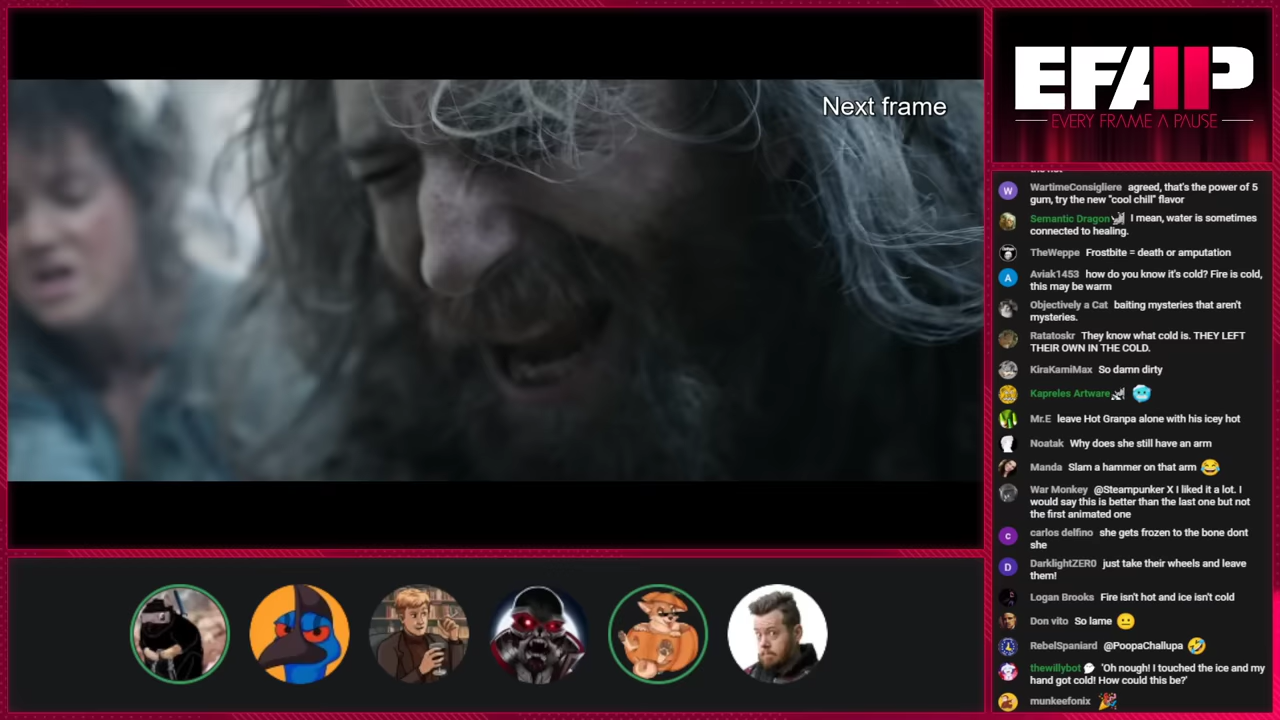 Next frame
EFAP
EVERY FRAME A PAUSE
WartimeConsigliere agreed, that's the power of 5
gum, try the new "cool chill" flavor
Semantic Dragon I mean, water is sometimes
connected to healing.
TheWeppe Frostbite = death or amputation
Aviak1453 how do you know it's cold? Fire is cold,
this may be warm
Objectively a Cat baiting mysteries that aren't
mysteries.
Ratatoskr They know what cold is. THEY LEFT
THEIR OWN IN THE COLD.
KiraKamiMax So damn dirty
Kapreles Artware 🥶
Mr.E leave Hot Granpa alone with his icey hot
Noatak Why does she still have an arm
Manda Slam a hammer on that arm 😂
War Monkey @Steampunker X I liked it a lot. I
would say this is better than the last one but not
the first animated one
carlos delfino she gets frozen to the bone dont
she
DarklightZER0 just take their wheels and leave
them!
Logan Brooks Fire isn't hot and ice isn't cold
Don vito So lame 😐
RebelSpaniard @PoopaChallupa 🤣
thewillybot 'Oh nough! I touched the ice and my
hand got cold! How could this be?'
munkeefonix 🎉
W
A
c
D